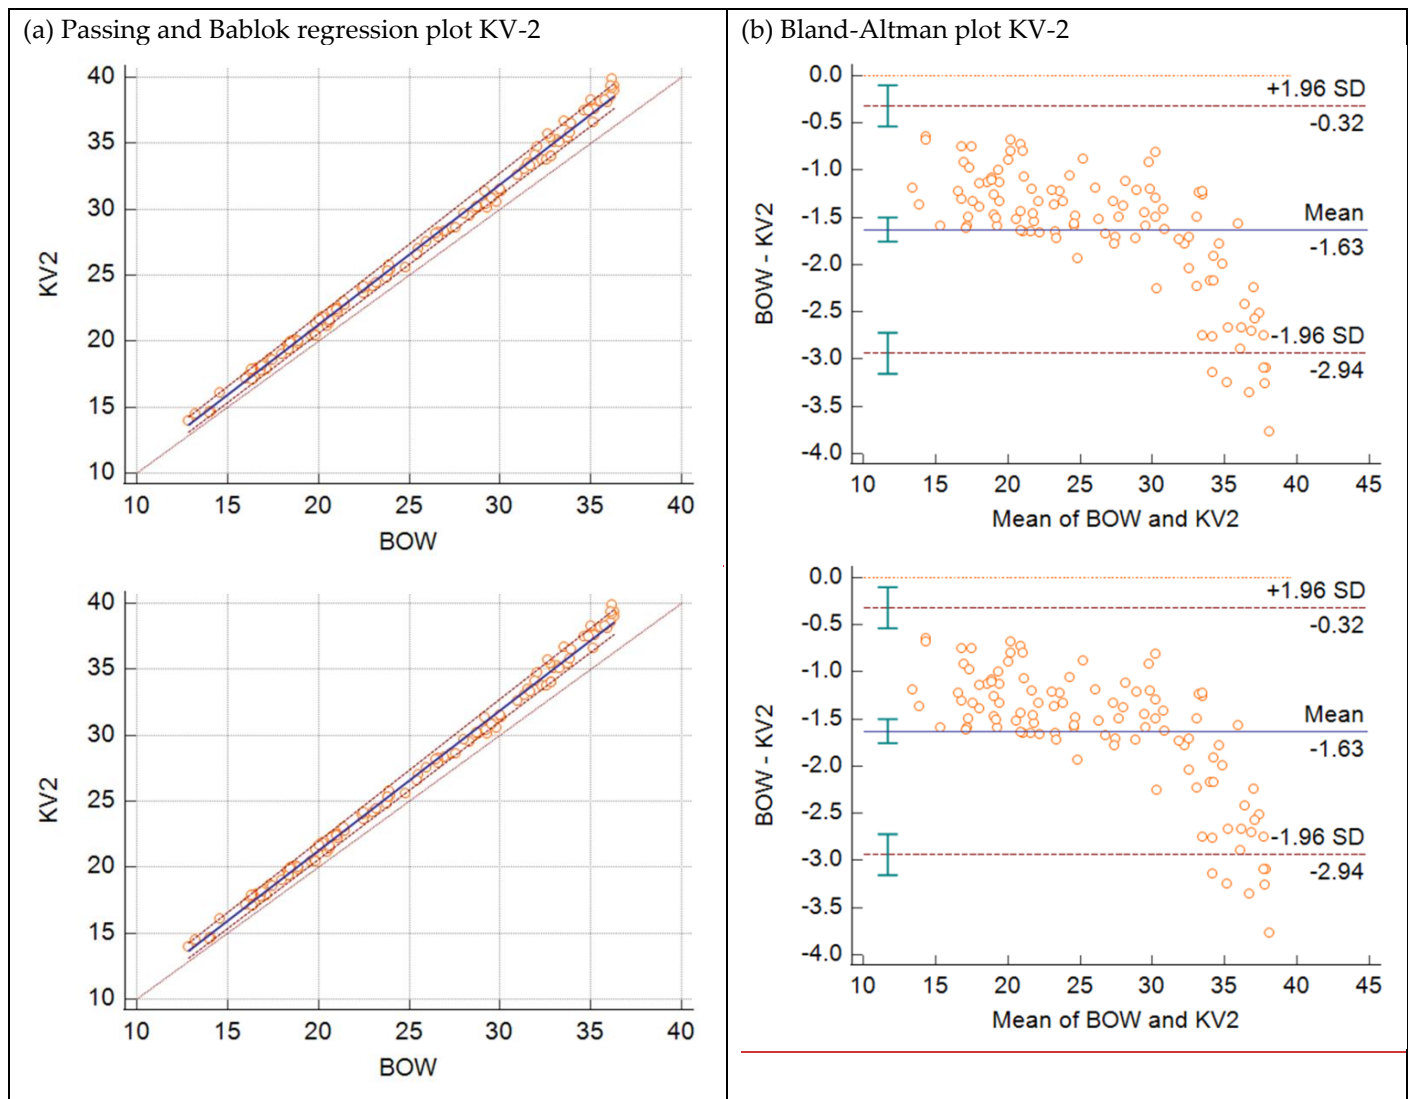 (a) Passing and Bablok regression plot KV-2
40
35
30
25
20
15
10
KV2
10 15 20 25 30 35 40
BOW
40
35
30
25
20
15
10
KV2
10 15 20 25 30 35 40
BOW
(b) Bland-Altman plot KV-2
0.0
-0.5
-1.0
-1.5
-2.0
-2.5
-3.0
-3.5
-4.0
BOW - KV2
+1.96 SD
-0.32
Mean
-1.63
-1.96 SD
-2.94
10 15 20 25 30 35 40 45
Mean of BOW and KV2
0.0
-0.5
-1.0
-1.5
-2.0
-2.5
-3.0
-3.5
-4.0
BOW - KV2
+1.96 SD
-0.32
Mean
-1.63
-1.96 SD
-2.94
10 15 20 25 30 35 40 45
Mean of BOW and KV2